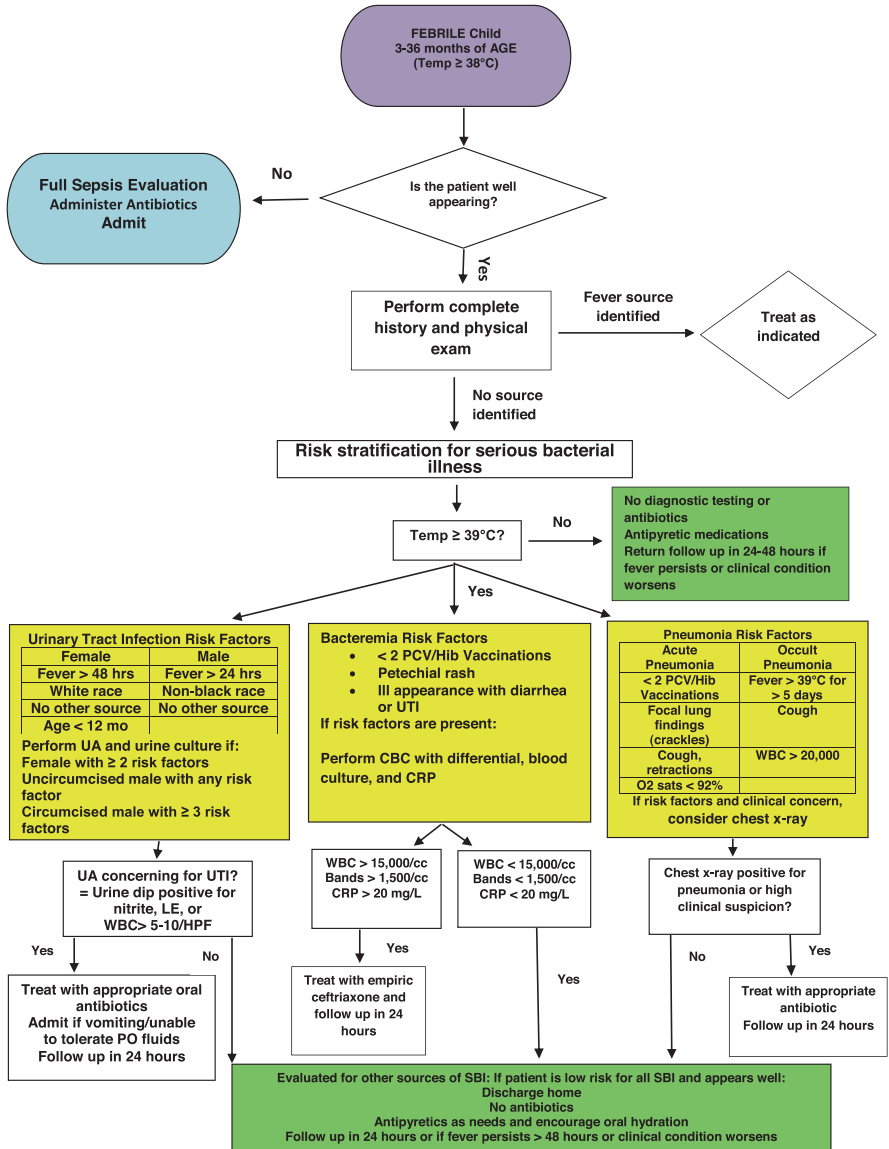 FEBRILE Child
3-36 months of AGE
(Temp ≥ 38°C)
Is the patient well
appearing?
No
Full Sepsis Evaluation
Administer Antibiotics
Admit
Yes
Perform complete
history and physical
exam
Fever source
identified
Treat as
indicated
No source
identified
Risk stratification for serious bacterial
illness
Temp ≥ 39°C?
No
No diagnostic testing or
antibiotics
Antipyretic medications
Return follow up in 24-48 hours if
fever persists or clinical condition
worsens
Yes
Urinary Tract Infection Risk Factors
Female Male
Fever > 48 hrs Fever > 24 hrs
White race Non-black race
No other source No other source
Age < 12 mo
Perform UA and urine culture if:
Female with ≥ 2 risk factors
Uncircumcised male with any risk
factor
Circumcised male with ≥ 3 risk
factors
Bacteremia Risk Factors
• < 2 PCV/Hib Vaccinations
• Petechial rash
• Ill appearance with diarrhea
or UTI
If risk factors are present:
Perform CBC with differential, blood
culture, and CRP
Pneumonia Risk Factors
Acute Occult
Pneumonia Pneumonia
< 2 PCV/Hib Fever > 39°C for
Vaccinations > 5 days
Focal lung Cough
findings
(crackles)
Cough, WBC > 20,000
retractions
O2 sats < 92%
If risk factors and clinical concern,
consider chest x-ray
UA concerning for UTI?
= Urine dip positive for
nitrite, LE, or
WBC> 5-10/HPF
Yes
No
Treat with appropriate oral
antibiotics
Admit if vomiting/unable
to tolerate PO fluids
Follow up in 24 hours
WBC > 15,000/cc
Bands > 1,500/cc
CRP > 20 mg/L
Yes
Treat with empiric
ceftriaxone and
follow up in 24
hours
WBC < 15,000/cc
Bands < 1,500/cc
CRP < 20 mg/L
Yes
Chest x-ray positive for
pneumonia or high
clinical suspicion?
No
Yes
Treat with appropriate
antibiotic
Follow up in 24 hours
Evaluated for other sources of SBI: If patient is low risk for all SBI and appears well:
Discharge home
No antibiotics
Antipyretics as needs and encourage oral hydration
Follow up in 24 hours or if fever persists > 48 hours or clinical condition worsens